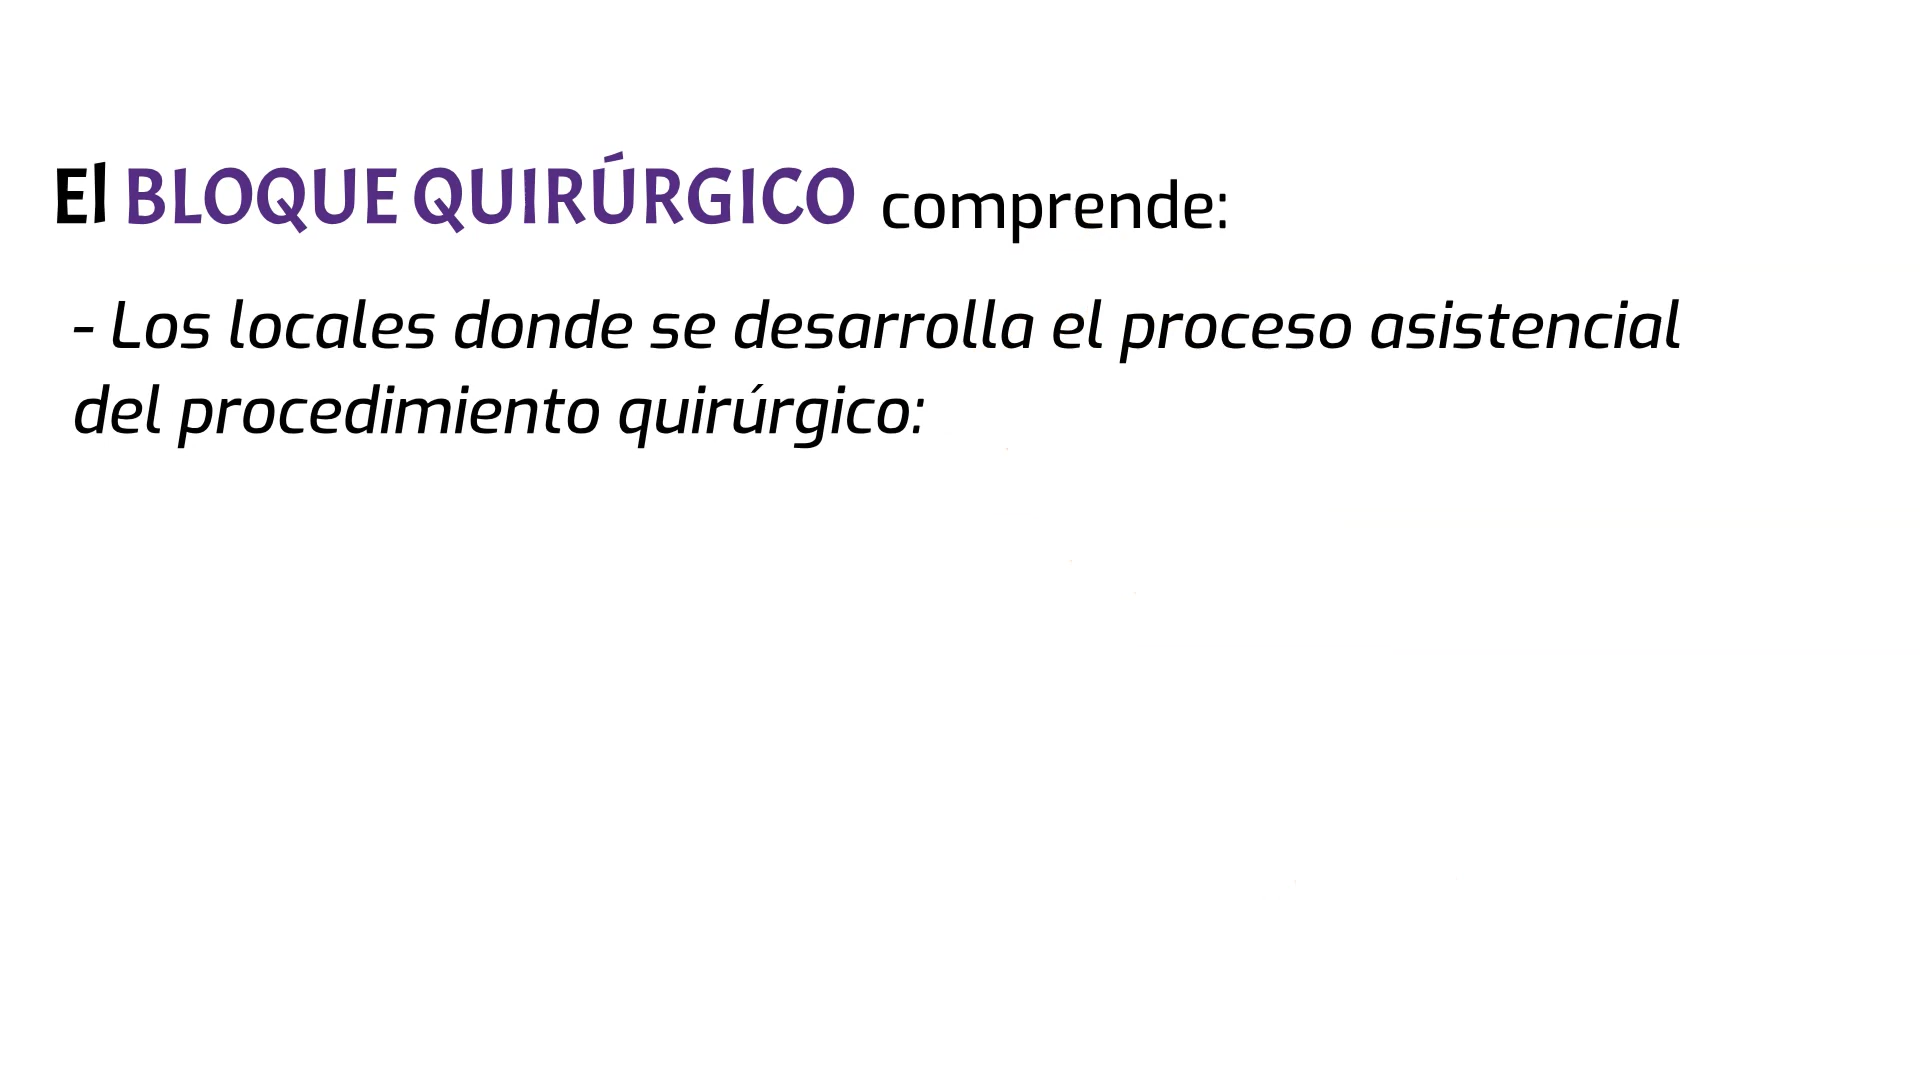 El BLOQUE QUIRÚRGICO comprende:
- Los locales donde se desarrolla el proceso asistencial
del procedimiento quirúrgico: